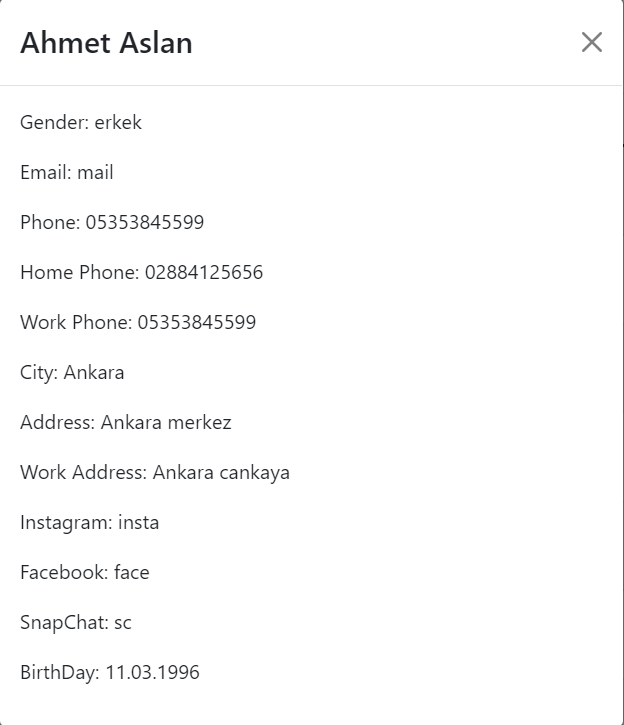 Ahmet Aslan
Gender: erkek
Email: mail
Phone: 05353845599
Home Phone: 02884125656
Work Phone: 05353845599
City: Ankara
Address: Ankara merkez
Work Address: Ankara cankaya
Instagram: insta
Facebook: face
SnapChat: sc
BirthDay: 11.03.1996